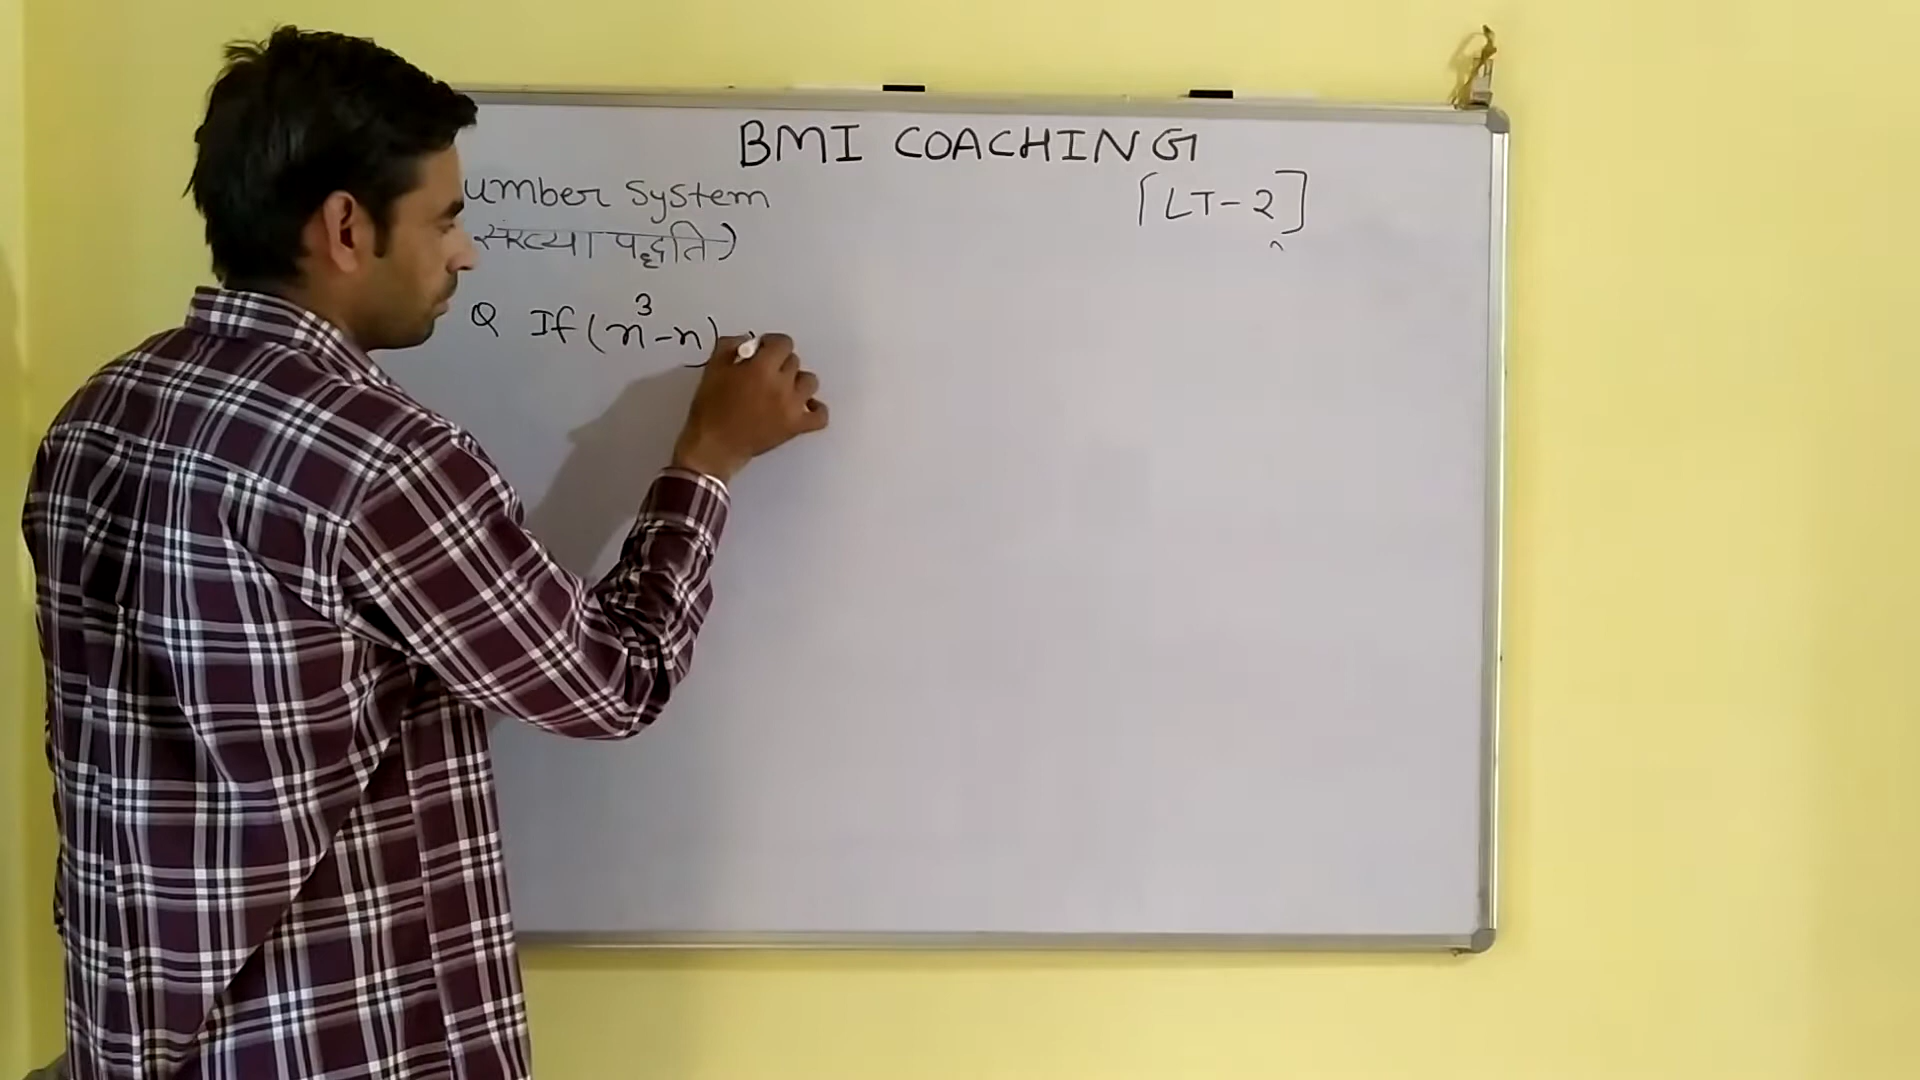 BMI COACHING
umber System
[LT-2]
संख्या पद्धति)
Q If (n³-n)